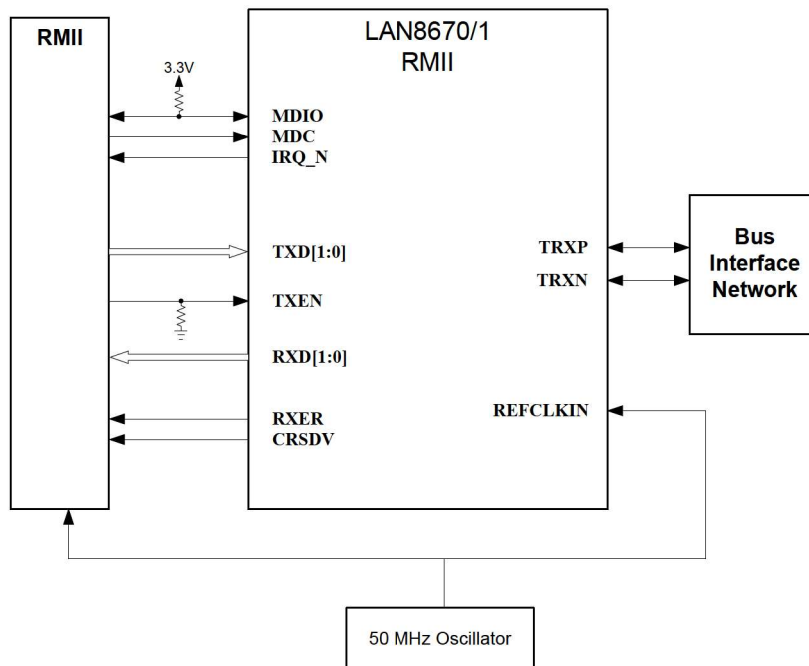 RMII
LAN8670/1
RMII
3.3V
MDIO
MDC
IRQ_N
TXD[1:0]
TXEN
RXD[1:0]
RXER
CRSDV
TRXP
TRXN
REFCLKIN
Bus
Interface
Network
50 MHz Oscillator